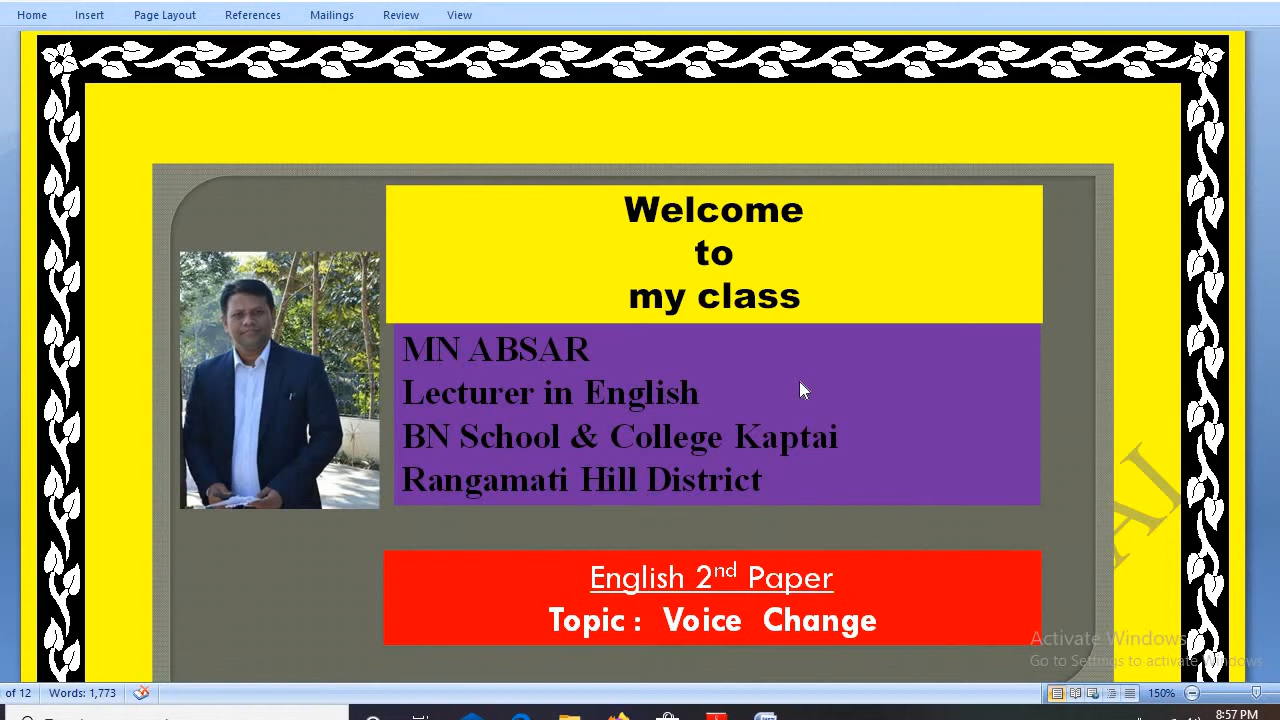 Home Insert Page Layout References Mailings Review View
Welcome
to
my class
MN ABSAR
Lecturer in English
BN School & College Kaptai
Rangamati Hill District
AI
English 2nd Paper
Topic : Voice Change
Activate Windows
Go to Settings to activate Windows
of 12 Words: 1,773 150%
8:57 PM